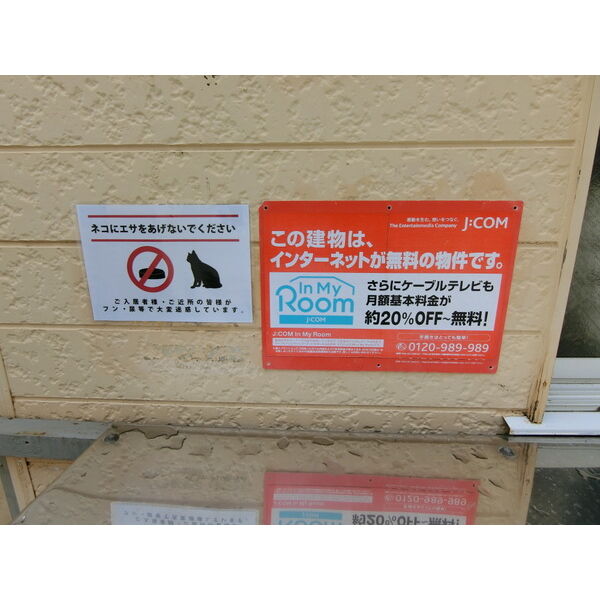 ネコにエサをあげないでください
ご入居者様・ご近所の皆様が
フン・尿等で大変迷惑しています。
感動を生む。想いをつなぐ。
The Entertainmedia Company
J:COM
この建物は、
インターネットが無料の物件です。
In My
Room
J:COM
さらにケーブルテレビも
月額基本料金が
約20%OFF~無料!
J:COM In My Room
0120-989-989